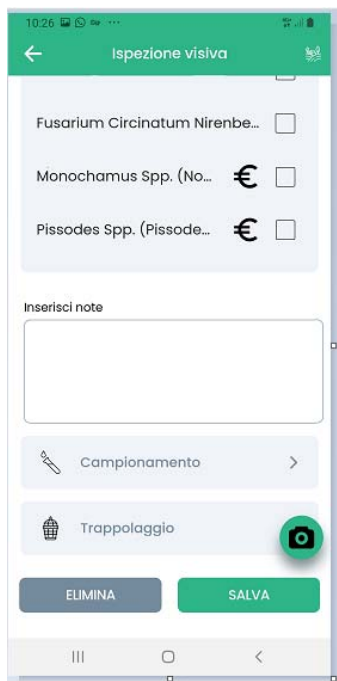 10:26
Ispezione visiva
Fusarium Circinatum Nirenbe...
Monochamus Spp. (No... €
Pissodes Spp. (Pissode... €
Inserisci note
Campionamento
Trappolaggio
ELIMINA
SALVA